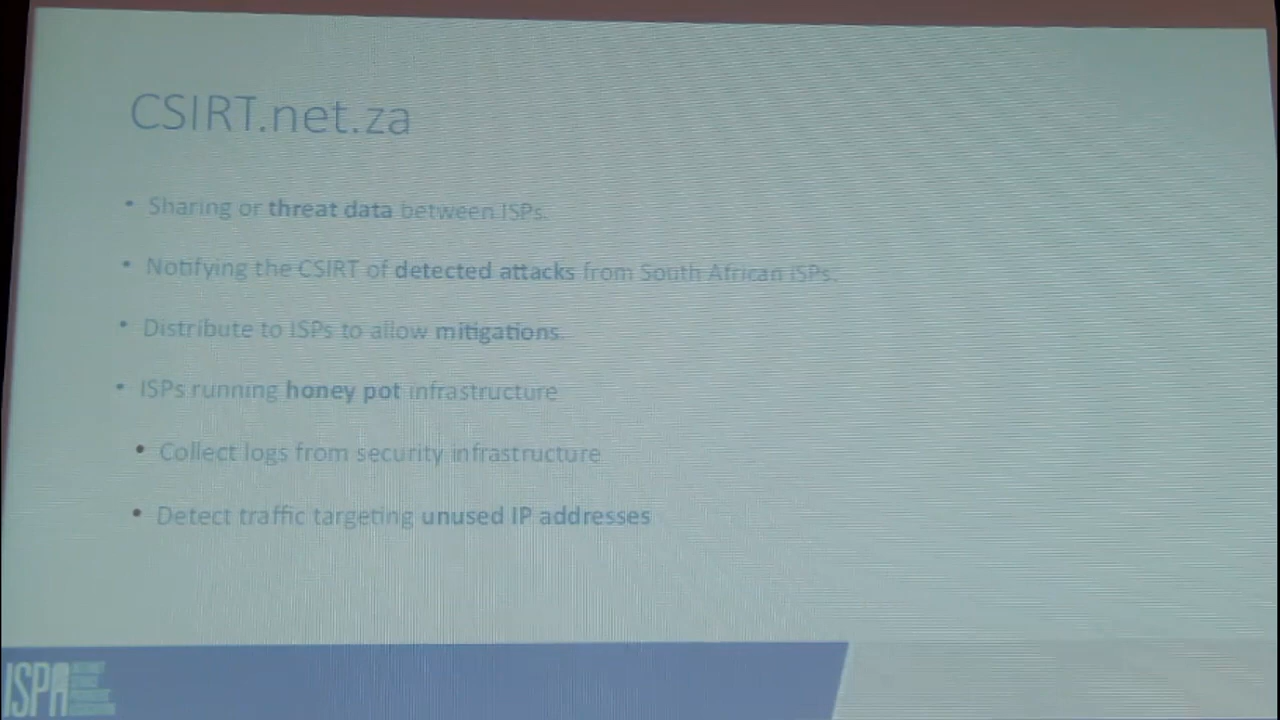 CSIRT.net.za
• Sharing or threat data between ISPs.
• Notifying the CSIRT of detected attacks from South African ISPs.
• Distribute to ISPs to allow mitigations.
• ISPs running honey pot infrastructure
• Collect logs from security infrastructure
• Detect traffic targeting unused IP addresses
ISPA